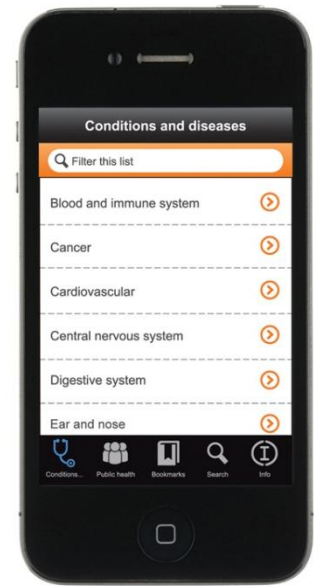 Conditions and diseases
Filter this list
Blood and immune system
Cancer
Cardiovascular
Central nervous system
Digestive system
Ear and nose
Conditions... Public health Bookmarks Search Info